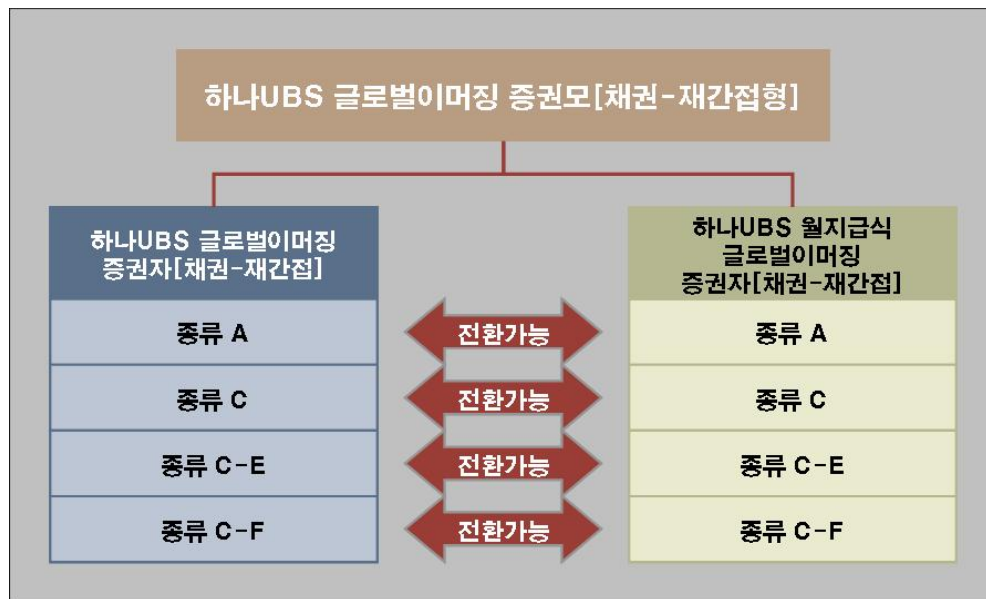 하나UBS 글로벌이머징 증권모[채권-재간접형]
하나UBS 글로벌이머징
증권자[채권-재간접]
하나UBS 월지급식
글로벌이머징
증권자[채권-재간접]
종류 A
전환가능
종류 A
종류 C
전환가능
종류 C
종류 C-E
전환가능
종류 C-E
종류 C-F
전환가능
종류 C-F